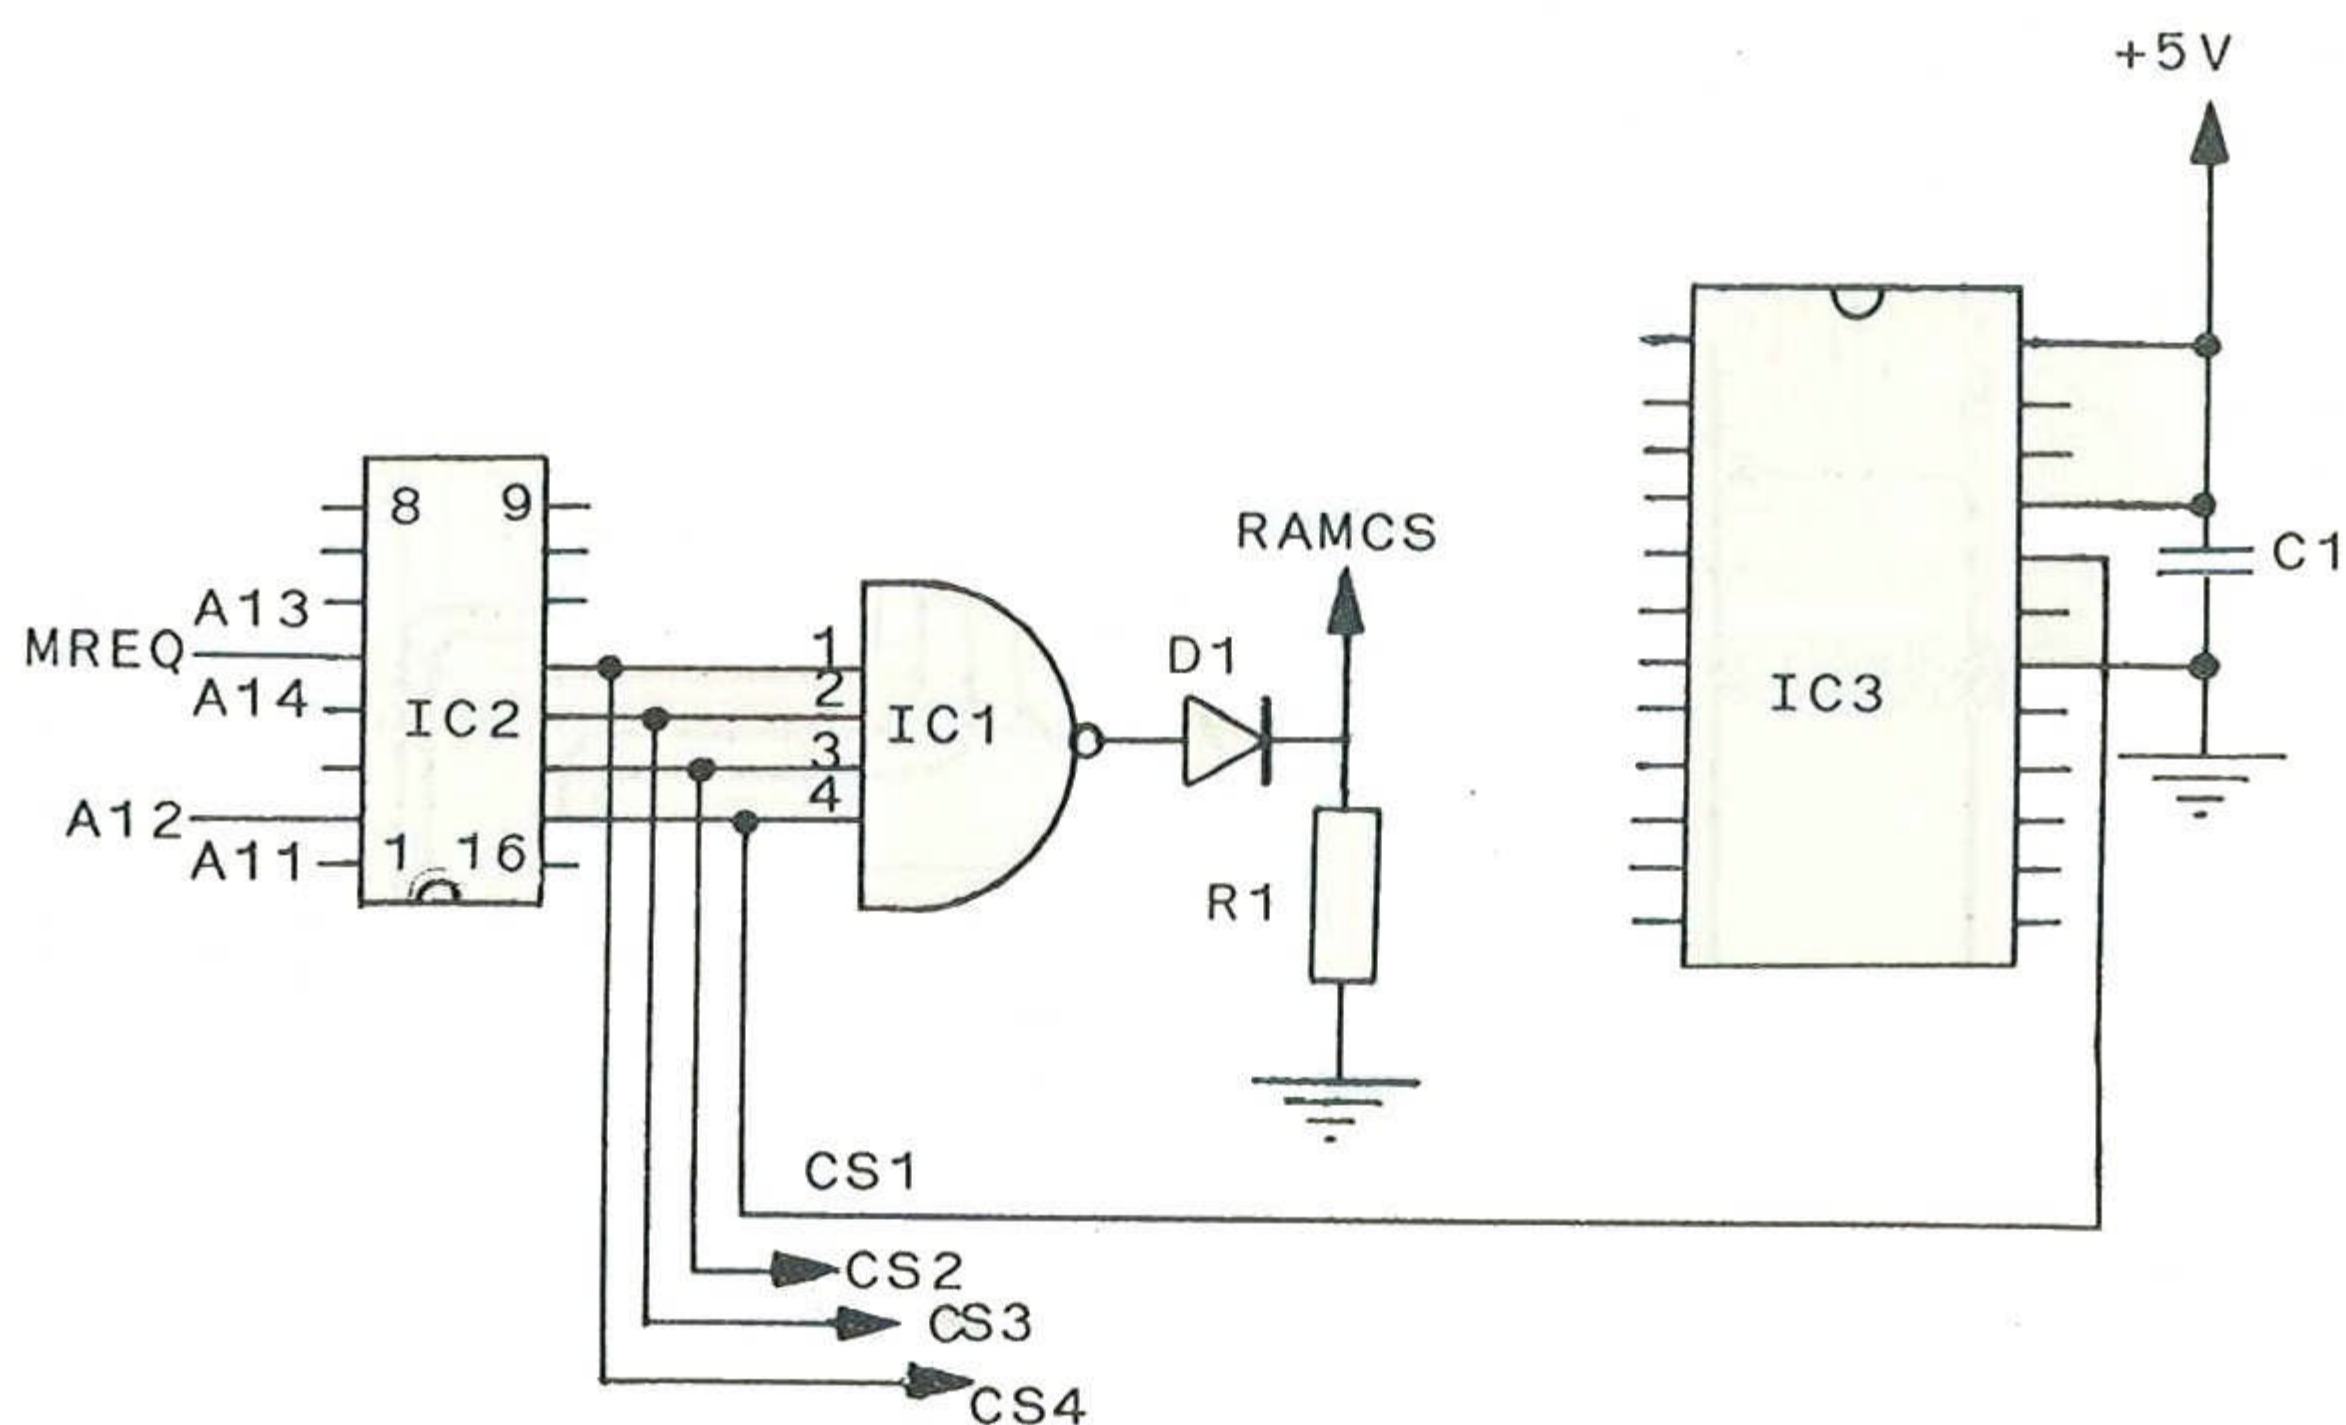 +5V
8 9
A13
MREQ
A14
A12
A11
IC2
1 16
1
2
3
4
IC1
D1
RAMCS
R1
IC3
C1
CS1
CS2
CS3
CS4